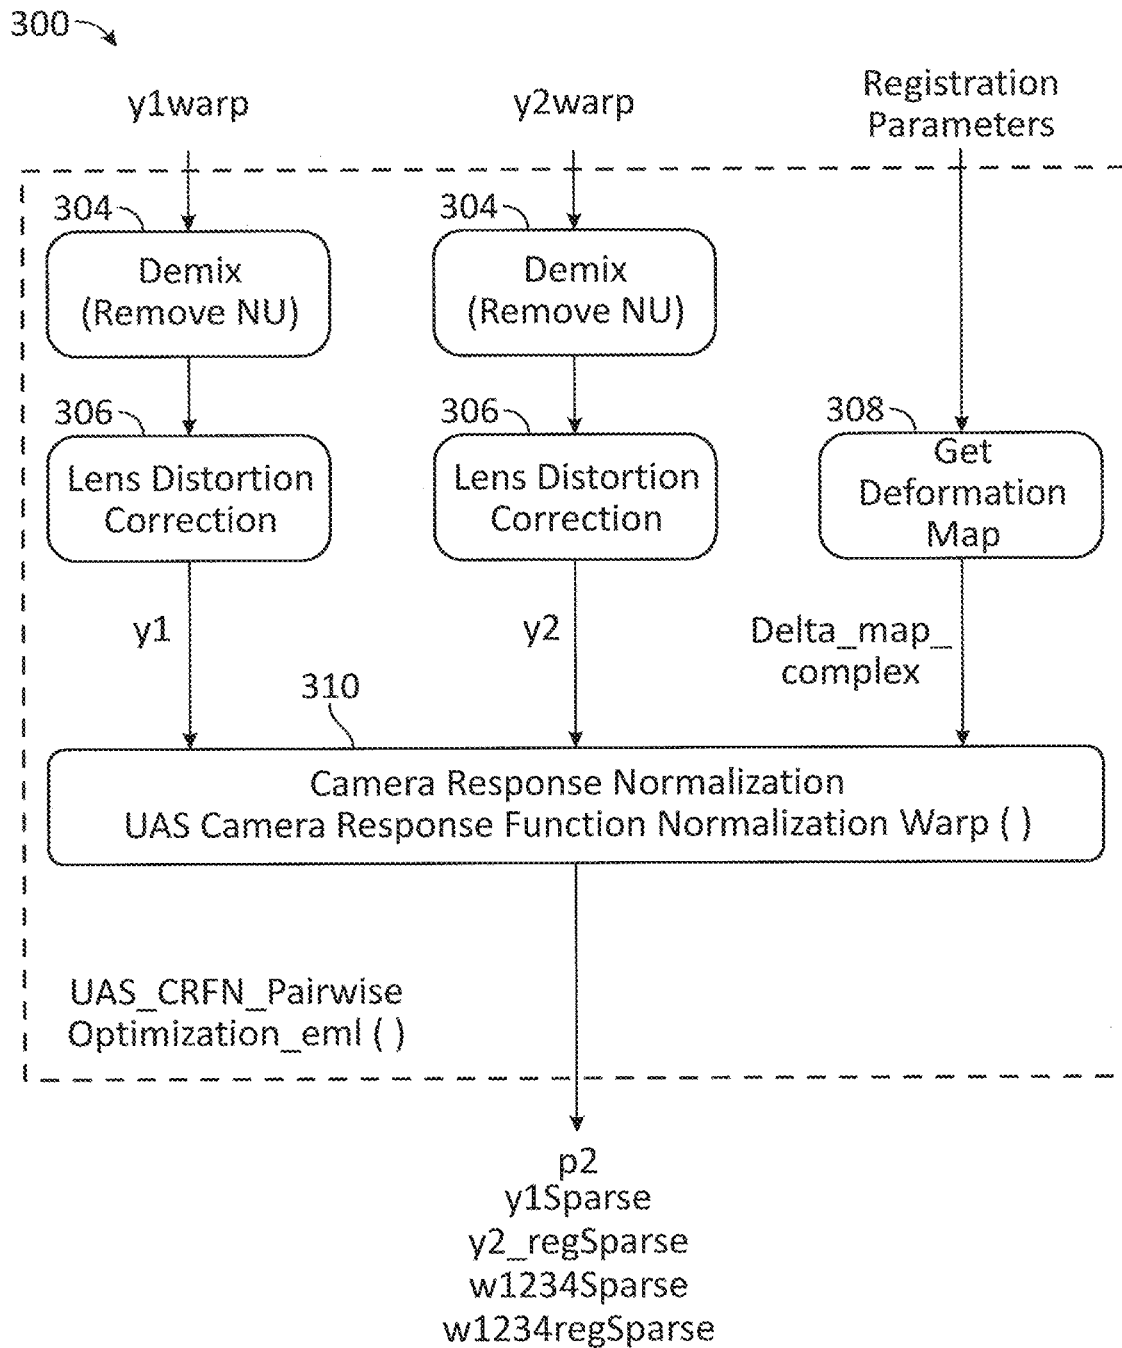 300
y1warp
y2warp
Registration
Parameters
304
Demix
(Remove NU)
304
Demix
(Remove NU)
306
Lens Distortion
Correction
306
Lens Distortion
Correction
308
Get
Deformation
Map
y1
y2
Delta_map_
complex
310
Camera Response Normalization
UAS Camera Response Function Normalization Warp ( )
UAS_CRFN_Pairwise
Optimization_eml ( )
p2
y1Sparse
y2_regSparse
w1234Sparse
w1234regSparse